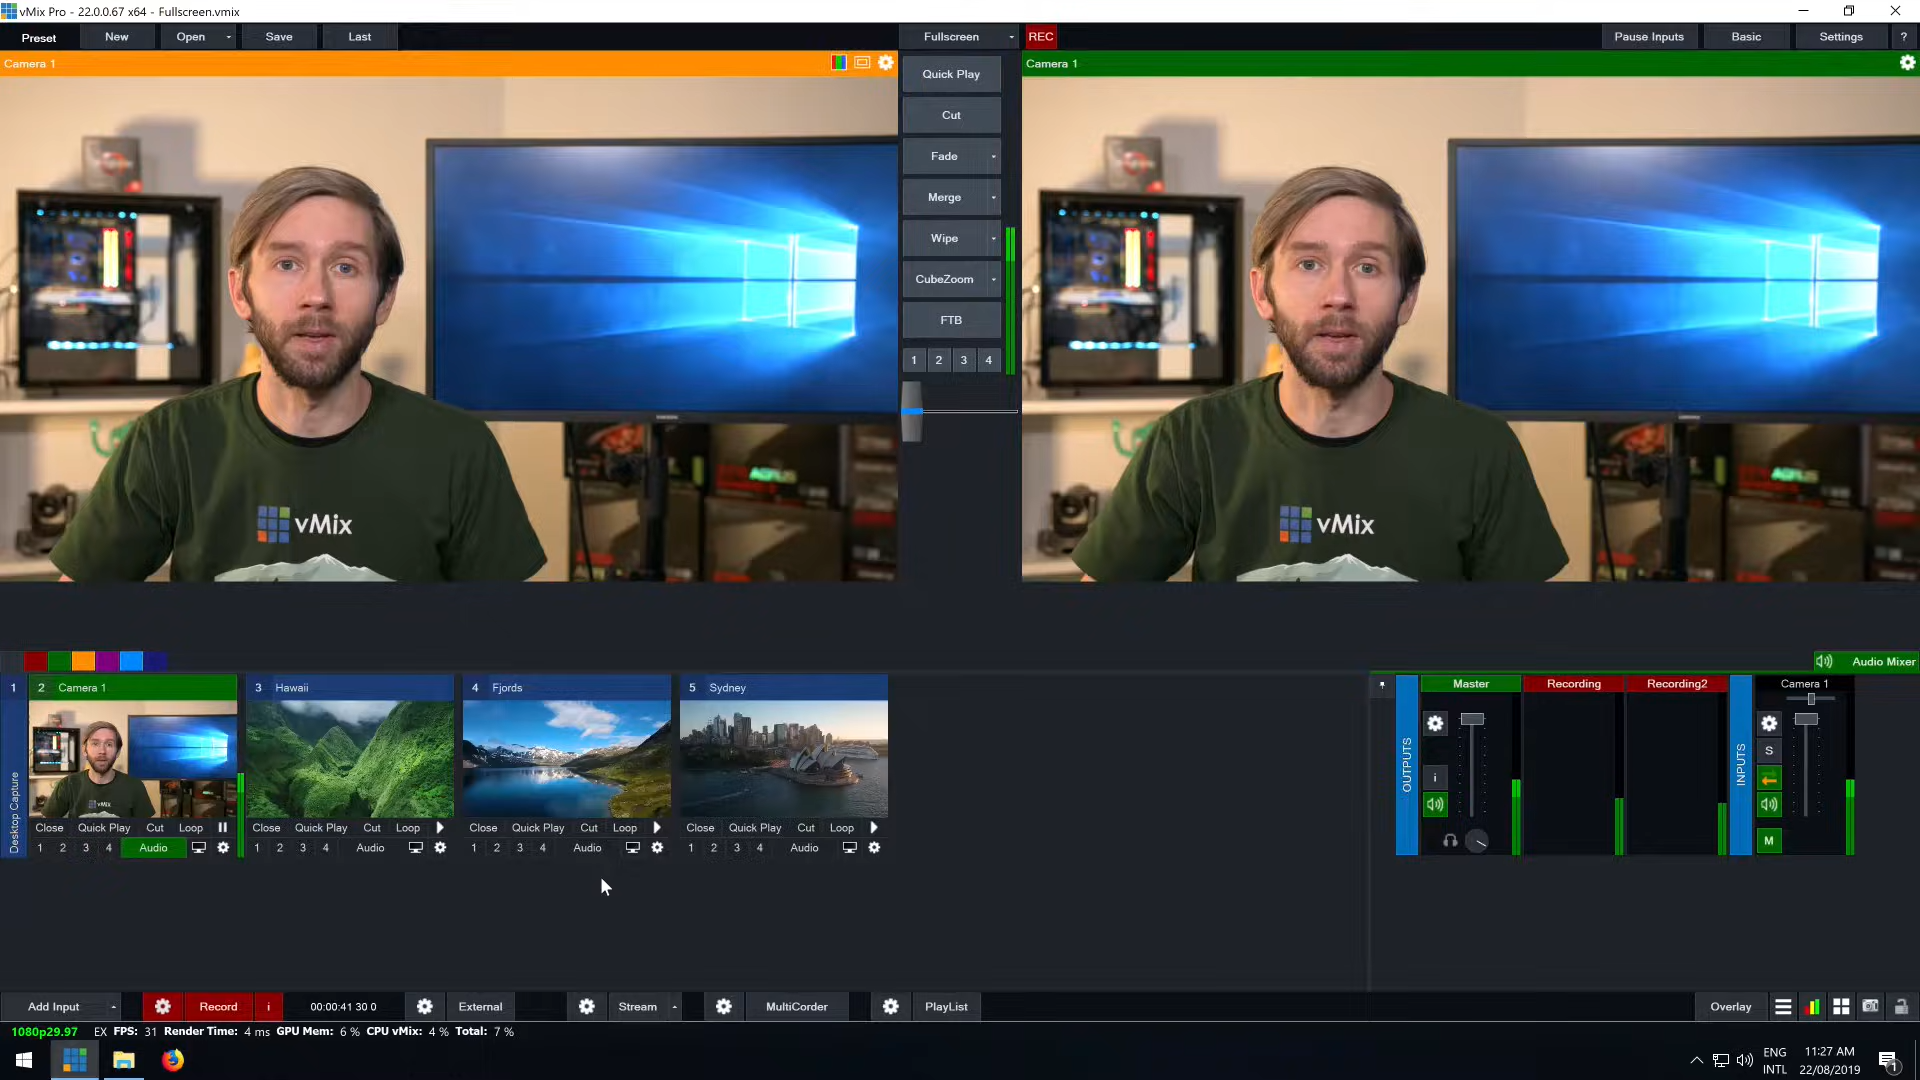 vMix Pro - 22.0.0.67 x64 - Fullscreen.vmix
Preset New Open Save Last Fullscreen REC Pause Inputs Basic Settings ?
Camera 1
Camera 1
Quick Play
Cut
Fade
Merge
Wipe
CubeZoom
FTB
1 2 3 4
vMix
vMix
Audio Mixer
1 2 Camera 1 3 Hawaii 4 Fjords 5 Sydney
Desktop Capture
Close Quick Play Cut Loop Close Quick Play Cut Loop Close Quick Play Cut Loop Close Quick Play Cut Loop
1 2 3 4 Audio 1 2 3 4 Audio 1 2 3 4 Audio 1 2 3 4 Audio
Master Recording Recording2 Camera 1
OUTPUTS
INPUTS
S
i
M
Add Input Record i 00:00:41 30 0 External Stream MultiCorder PlayList Overlay
1080p29.97 EX FPS: 31 Render Time: 4 ms GPU Mem: 6 % CPU vMix: 4 % Total: 7 %
ENG
INTL
11:27 AM
22/08/2019
1